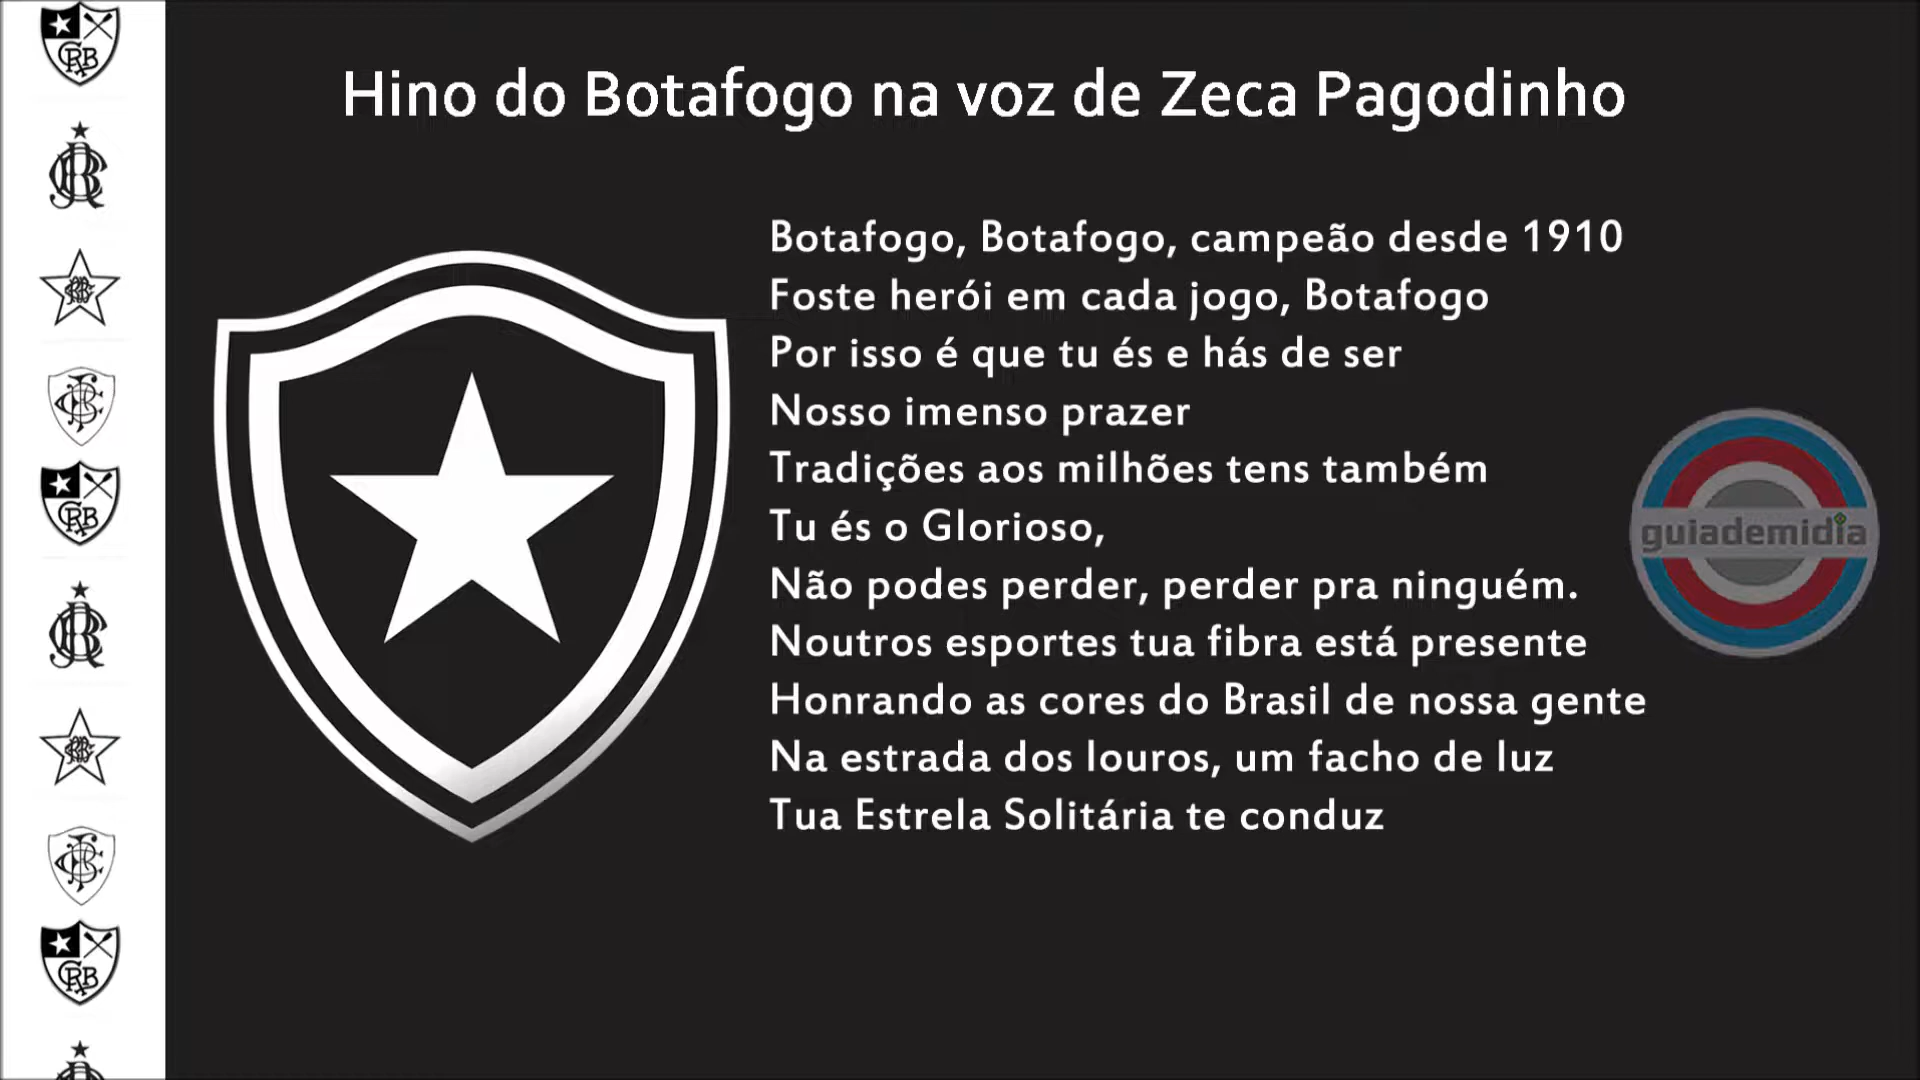 Hino do Botafogo na voz de Zeca Pagodinho
Botafogo, Botafogo, campeão desde 1910
Foste herói em cada jogo, Botafogo
Por isso é que tu és e hás de ser
Nosso imenso prazer
Tradições aos milhões tens também
Tu és o Glorioso,
Não podes perder, perder pra ninguém.
Noutros esportes tua fibra está presente
Honrando as cores do Brasil de nossa gente
Na estrada dos louros, um facho de luz
Tua Estrela Solitária te conduz
guiademidia